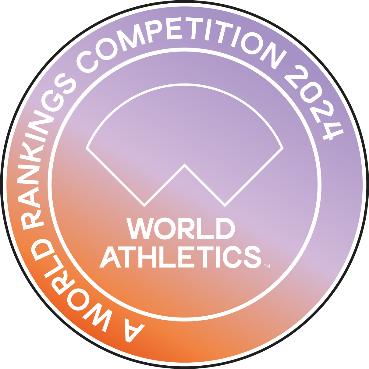 A WORLD RANKINGS COMPETITION 2024
WORLD
ATHLETICS